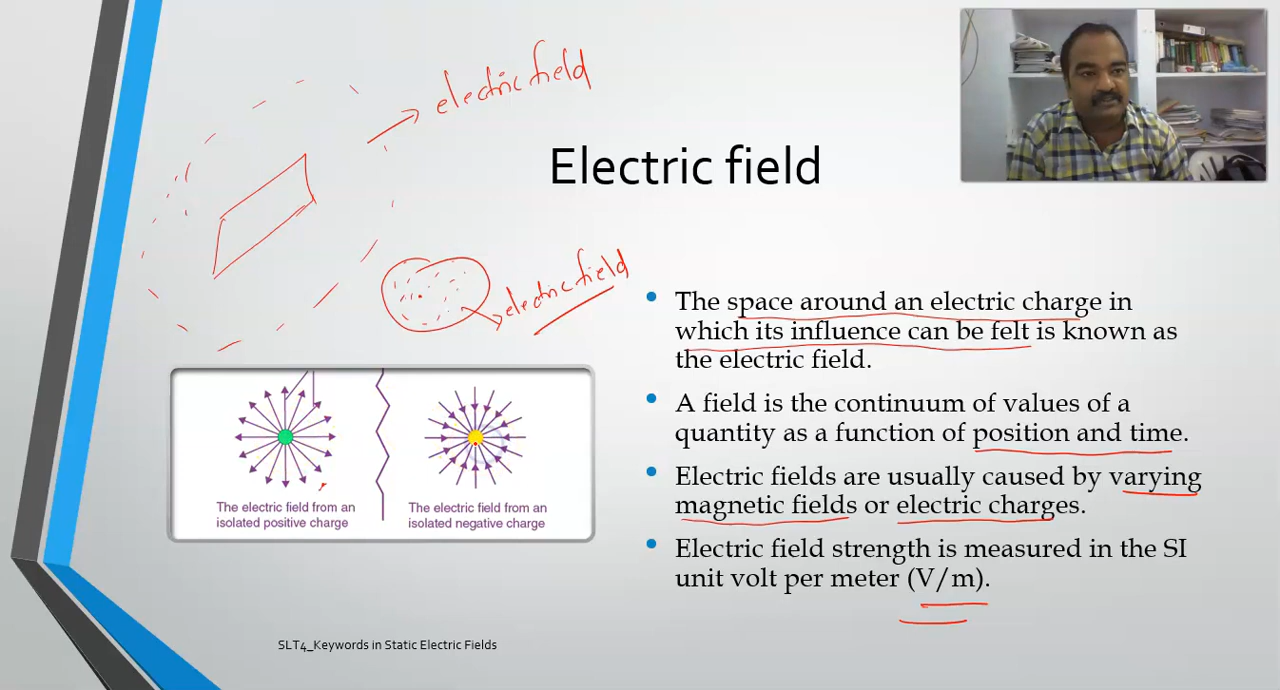 electric field
Electric field
electric field
The space around an electric charge in
which its influence can be felt is known as
the electric field.
A field is the continuum of values of a
quantity as a function of position and time.
Electric fields are usually caused by varying
magnetic fields or electric charges.
Electric field strength is measured in the SI
unit volt per meter (V/m).
The electric field from an
isolated positive charge
The electric field from an
isolated negative charge
SLT4_Keywords in Static Electric Fields